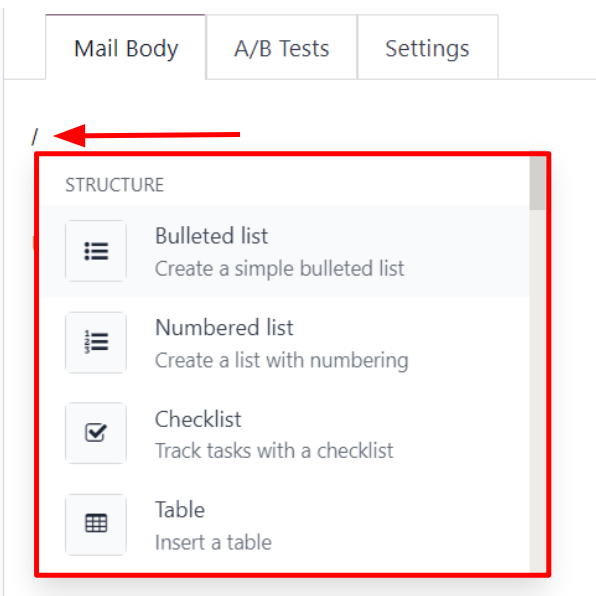 Mail Body A/B Tests Settings
/
STRUCTURE
Bulleted list
Create a simple bulleted list
Numbered list
Create a list with numbering
Checklist
Track tasks with a checklist
Table
Insert a table